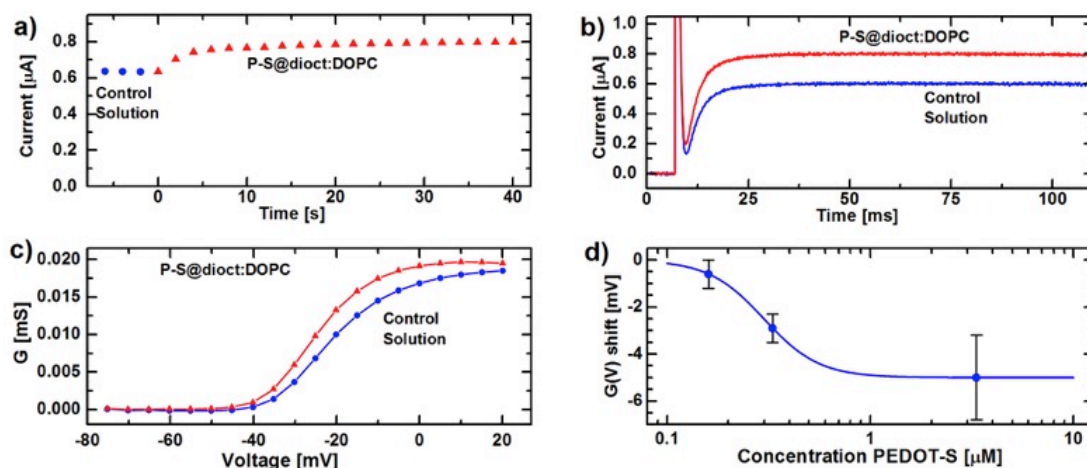 a)
Current [µA]
0.8
0.6
0.4
0.2
0.0
Control
Solution
P-S@dioct:DOPC
0 10 20 30 40
Time [s]
b)
Current [µA]
1.0
0.8
0.6
0.4
0.2
0.0
P-S@dioct:DOPC
Control
Solution
0 25 50 75 100
Time [ms]
c)
G [mS]
0.020
0.015
0.010
0.005
0.000
P-S@dioct:DOPC
Control
Solution
-80 -60 -40 -20 0 20
Voltage [mV]
d)
G(V) shift [mV]
0
-2
-4
-6
0.1 1 10
Concentration PEDOT-S [µM]